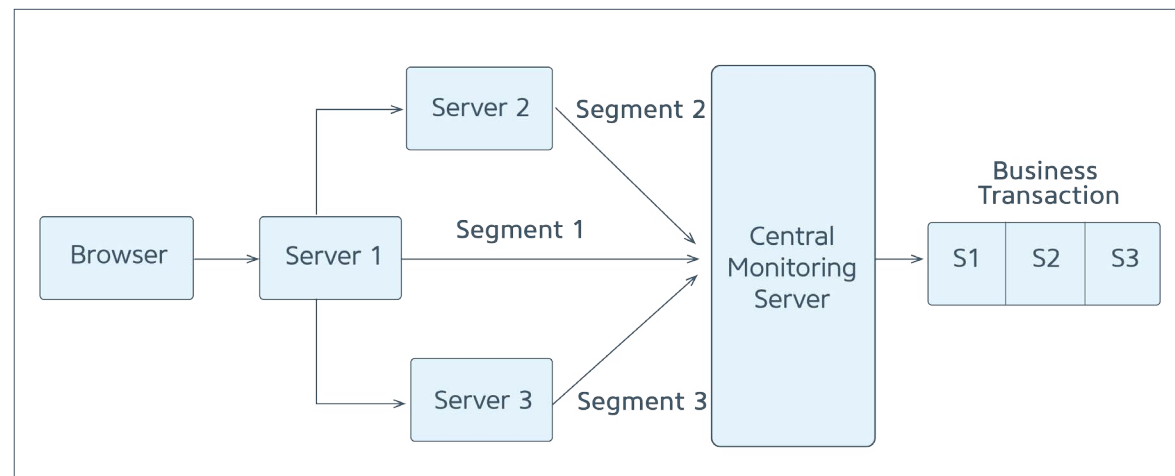 Server 2
Segment 2
Business
Transaction
Browser
Server 1
Segment 1
Central
Monitoring
Server
S1
S2
S3
Server 3
Segment 3